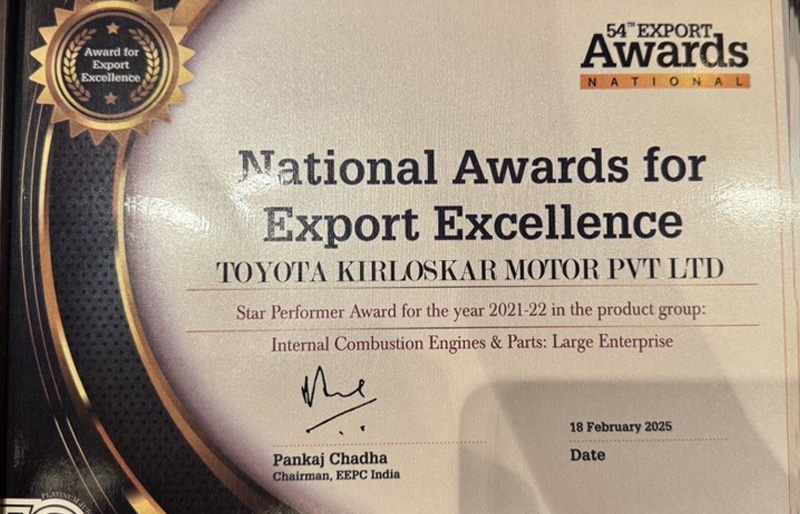 Award for
Export
Excellence
54TH EXPORT
Awards
NATIONAL
National Awards for
Export Excellence
TOYOTA KIRLOSKAR MOTOR PVT LTD
Star Performer Award for the year 2021-22 in the product group:
Internal Combustion Engines & Parts: Large Enterprise
18 February 2025
Pankaj Chadha
Date
Chairman, EEPC India
PLATINUM